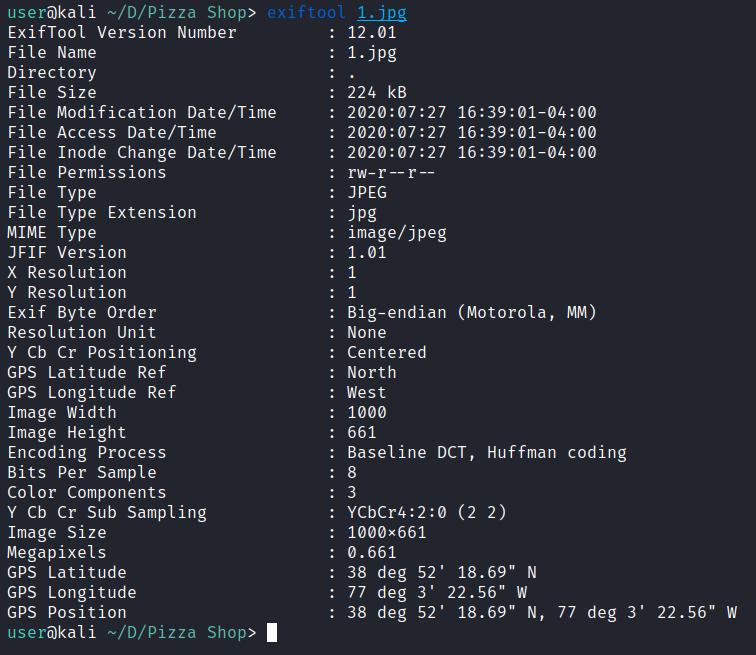 user@kali ~/D/Pizza Shop> exiftool 1.jpg
ExifTool Version Number         : 12.01
File Name                       : 1.jpg
Directory                       : .
File Size                       : 224 kB
File Modification Date/Time     : 2020:07:27 16:39:01-04:00
File Access Date/Time           : 2020:07:27 16:39:01-04:00
File Inode Change Date/Time     : 2020:07:27 16:39:01-04:00
File Permissions                : rw-r--r--
File Type                       : JPEG
File Type Extension             : jpg
MIME Type                       : image/jpeg
JFIF Version                    : 1.01
X Resolution                    : 1
Y Resolution                    : 1
Exif Byte Order                 : Big-endian (Motorola, MM)
Resolution Unit                 : None
Y Cb Cr Positioning             : Centered
GPS Latitude Ref                : North
GPS Longitude Ref               : West
Image Width                     : 1000
Image Height                    : 661
Encoding Process                : Baseline DCT, Huffman coding
Bits Per Sample                 : 8
Color Components                : 3
Y Cb Cr Sub Sampling            : YCbCr4:2:0 (2 2)
Image Size                      : 1000×661
Megapixels                      : 0.661
GPS Latitude                    : 38 deg 52' 18.69" N
GPS Longitude                   : 77 deg 3' 22.56" W
GPS Position                    : 38 deg 52' 18.69" N, 77 deg 3' 22.56" W
user@kali ~/D/Pizza Shop>